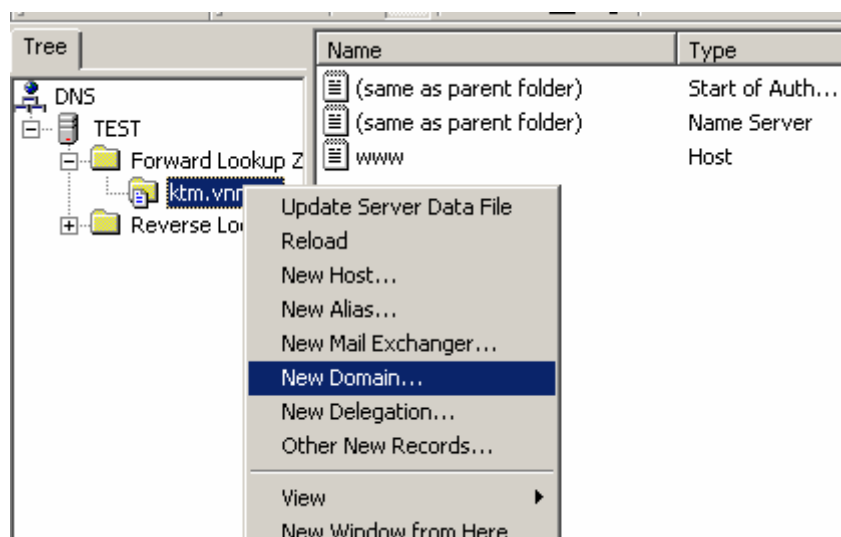 Tree
Name
Type
DNS
TEST
Forward Lookup Z
ktm.vnn
Reverse Loo
(same as parent folder)
Start of Auth...
(same as parent folder)
Name Server
www
Host
Update Server Data File
Reload
New Host...
New Alias...
New Mail Exchanger...
New Domain...
New Delegation...
Other New Records...
View
New Window from Here